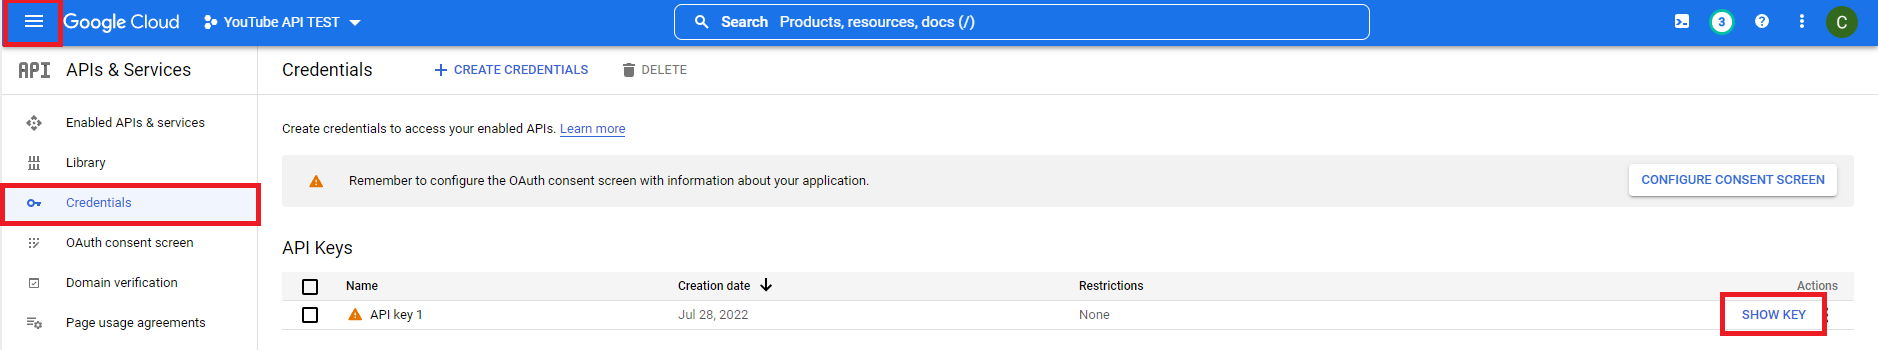 Google Cloud YouTube API TEST Search Products, resources, docs (/) 3 C
API APIs & Services
Credentials + CREATE CREDENTIALS DELETE
Enabled APIs & services
Library
Credentials
OAuth consent screen
Domain verification
Page usage agreements
Create credentials to access your enabled APIs. Learn more
Remember to configure the OAuth consent screen with information about your application. CONFIGURE CONSENT SCREEN
API Keys
Name Creation date Restrictions Actions
API key 1 Jul 28, 2022 None SHOW KEY